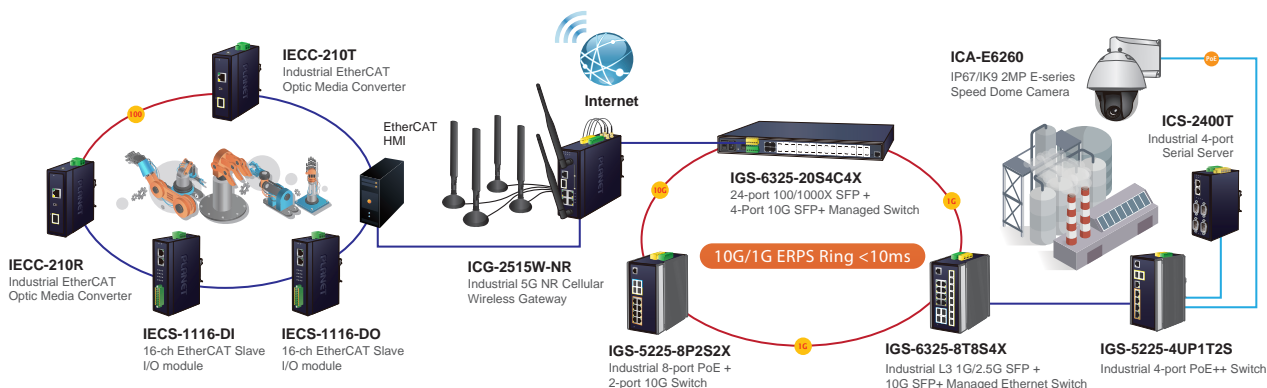 IECC-210T
Industrial EtherCAT
Optic Media Converter
100
IECC-210R
Industrial EtherCAT
Optic Media Converter
IECS-1116-DI
16-ch EtherCAT Slave
I/O module
IECS-1116-DO
16-ch EtherCAT Slave
I/O module
EtherCAT
HMI
PLANET
PLANET
PLANET
PLANET
Internet
ICG-2515W-NR
Industrial 5G NR Cellular
Wireless Gateway
IGS-6325-20S4C4X
24-port 100/1000X SFP +
4-Port 10G SFP+ Managed Switch
10G
1G
10G/1G ERPS Ring <10ms
1G
IGS-5225-8P2S2X
Industrial 8-port PoE +
2-port 10G Switch
IGS-6325-8T8S4X
Industrial L3 1G/2.5G SFP +
10G SFP+ Managed Ethernet Switch
ICA-E6260
IP67/IK9 2MP E-series
Speed Dome Camera
PoE
ICS-2400T
Industrial 4-port
Serial Server
IGS-5225-4UP1T2S
Industrial 4-port PoE++ Switch